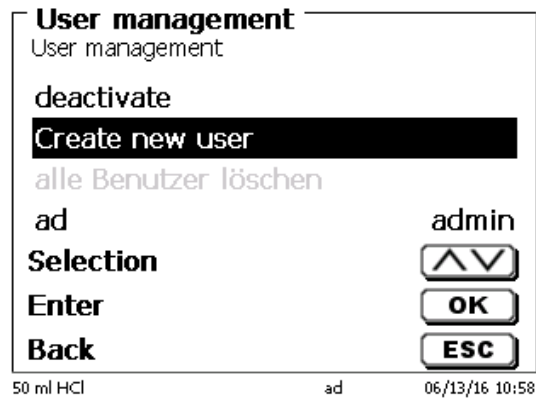 User management
User management
deactivate
Create new user
alle Benutzer löschen
ad admin
Selection
Enter OK
Back ESC
50 ml HCl ad 06/13/16 10:58